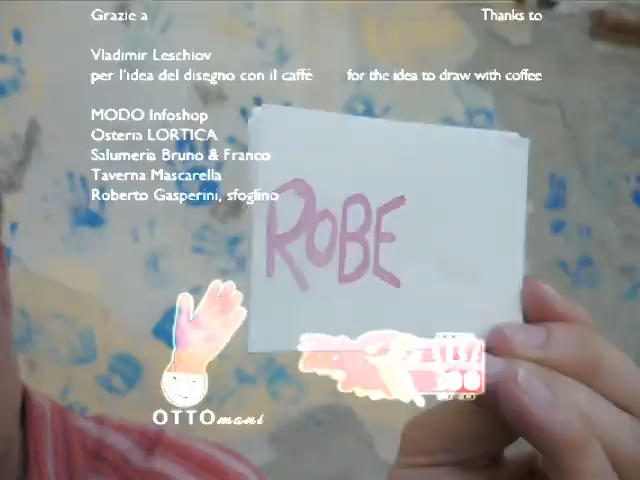 Grazie a
Thanks to
Vladimir Leschiov
per l'idea del disegno con il caffè
for the idea to draw with coffee
MODO Infoshop
Osteria LORTICA
Salumeria Bruno & Franco
Taverna Mascarella
Roberto Gasperini, sfoglino
ROBE
OTTOmani